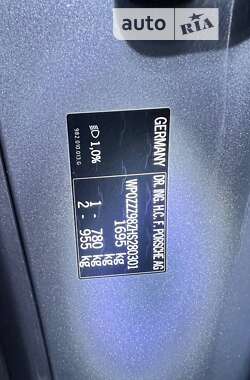 auto RIA
GERMANY
DR. ING. H.C. F. PORSCHE AG
WP0ZZZ98ZHS280301
1695 kg
1 - 780 kg
2 - 955 kg
1,0%
982.010.013.G